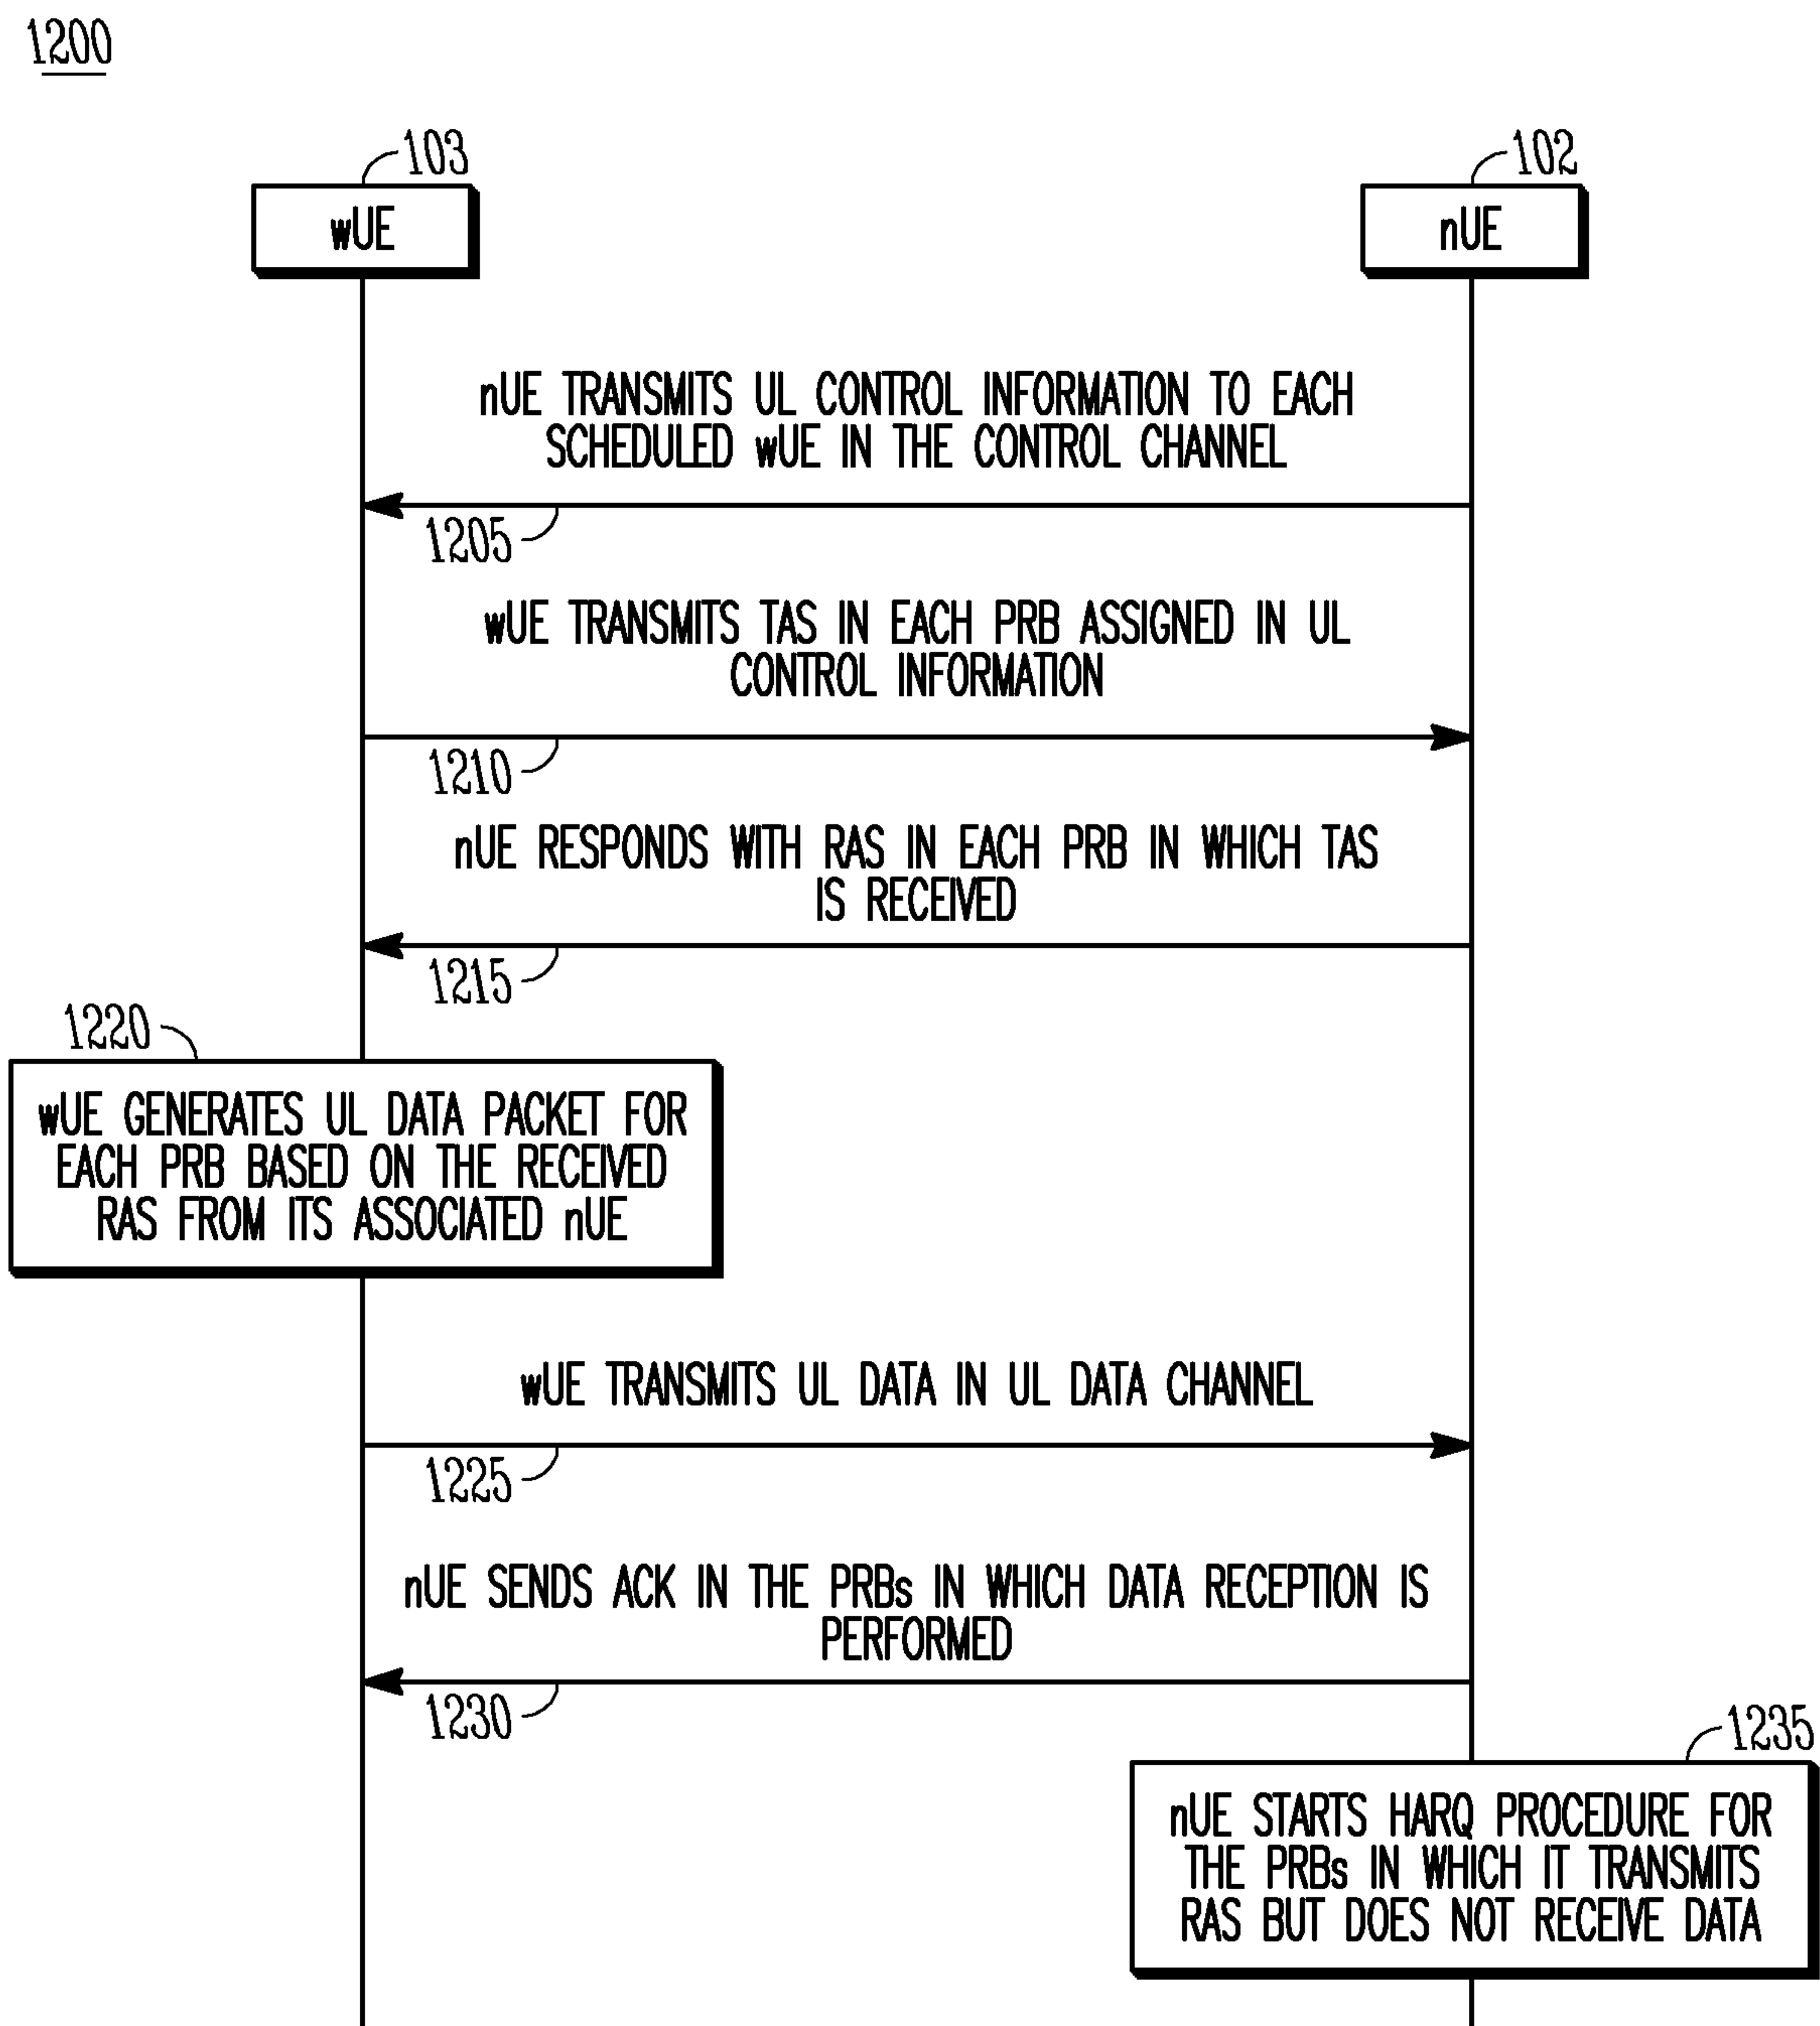 1200
103
102
wUE
nUE
nUE TRANSMITS UL CONTROL INFORMATION TO EACH
SCHEDULED wUE IN THE CONTROL CHANNEL
1205
wUE TRANSMITS TAS IN EACH PRB ASSIGNED IN UL
CONTROL INFORMATION
1210
nUE RESPONDS WITH RAS IN EACH PRB IN WHICH TAS
IS RECEIVED
1215
1220
wUE GENERATES UL DATA PACKET FOR
EACH PRB BASED ON THE RECEIVED
RAS FROM ITS ASSOCIATED nUE
wUE TRANSMITS UL DATA IN UL DATA CHANNEL
1225
nUE SENDS ACK IN THE PRBs IN WHICH DATA RECEPTION IS
PERFORMED
1230
1235
nUE STARTS HARQ PROCEDURE FOR
THE PRBs IN WHICH IT TRANSMITS
RAS BUT DOES NOT RECEIVE DATA